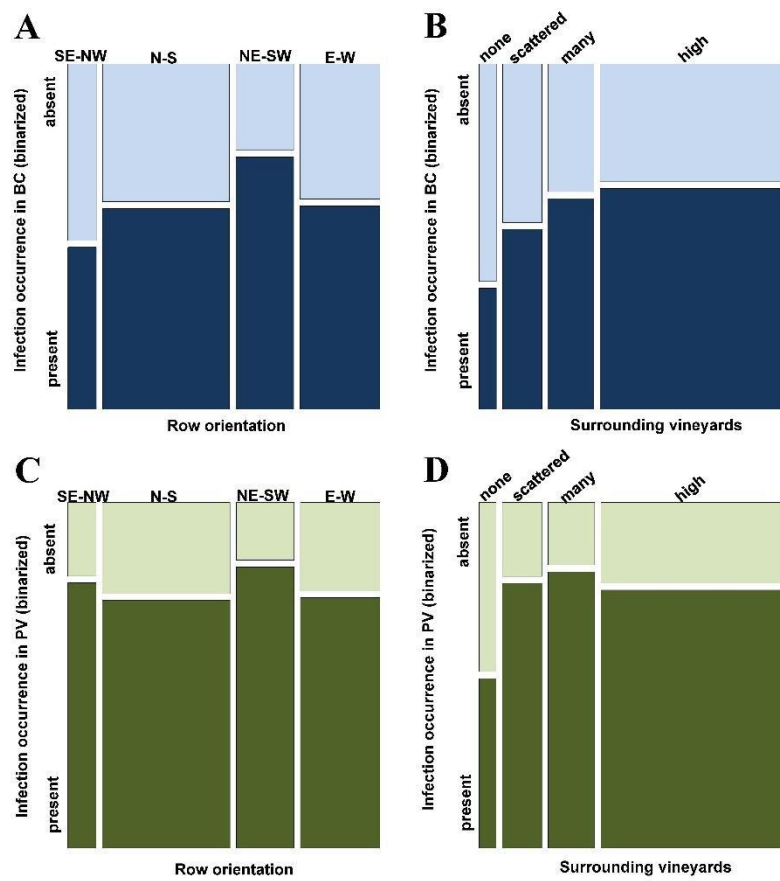 A
SE-NW N-S NE-SW E-W
absent
Infection occurrence in BC (binarized)
present
Row orientation
B
none scattered many high
absent
Infection occurrence in BC (binarized)
present
Surrounding vineyards
C
SE-NW N-S NE-SW E-W
absent
Infection occurrence in PV (binarized)
present
Row orientation
D
none scattered many high
absent
Infection occurrence in PV (binarized)
present
Surrounding vineyards